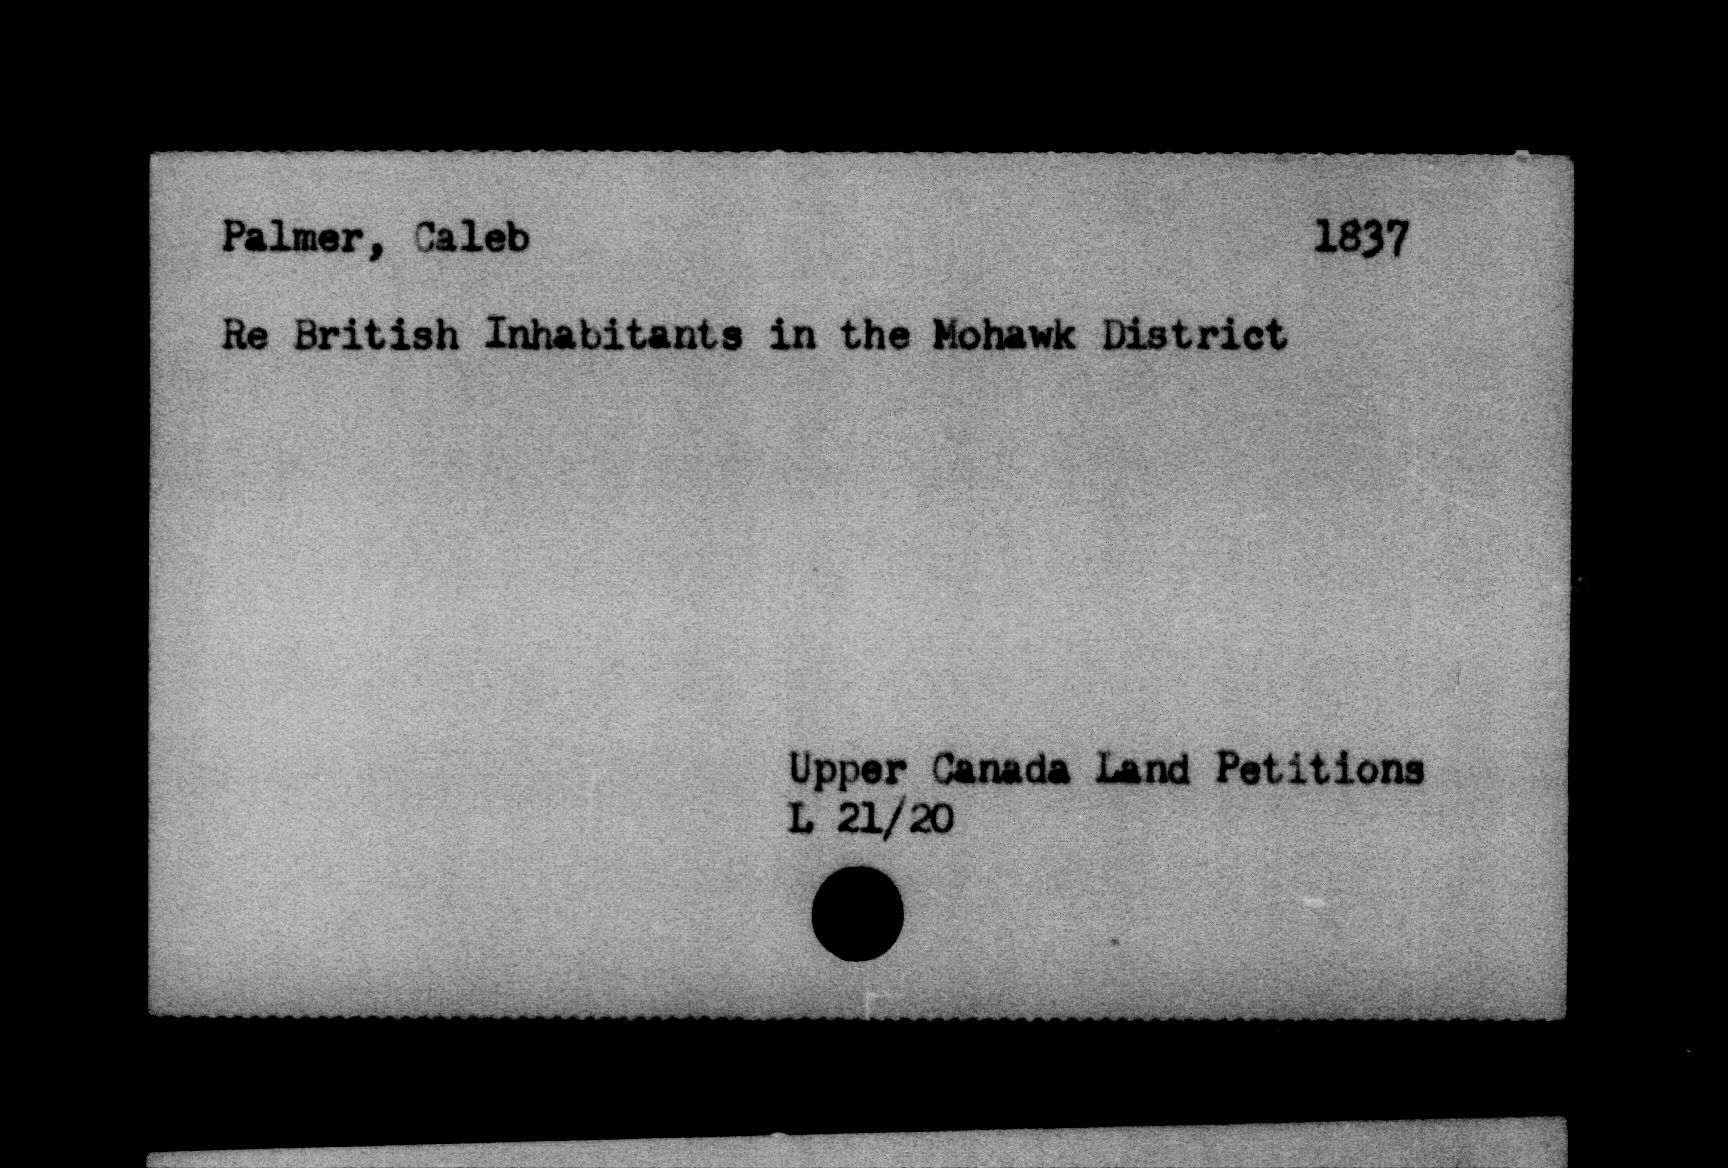 Palmer, Caleb 1837
Re British Inhabitants in the Mohawk District
Upper Canada Land Petitions
L 21/20